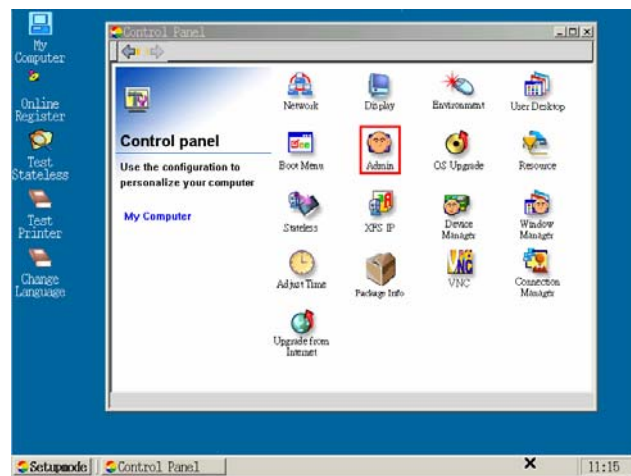 My
Computer
Online
Register
Test
Stateless
Test
Printer
Change
Language
Control Panel
Control panel
Use the configuration to
personalize your computer
My Computer
Network
Display
Environment
User Desktop
Boot Menu
Admin
OS Upgrade
Resource
Stateless
XFS IP
Device
Manager
Window
Manager
Adjust Time
Package Info
VNC
VNC
Connection
Manager
Upgrade from
Internet
Setupmode
Control Panel
11:15